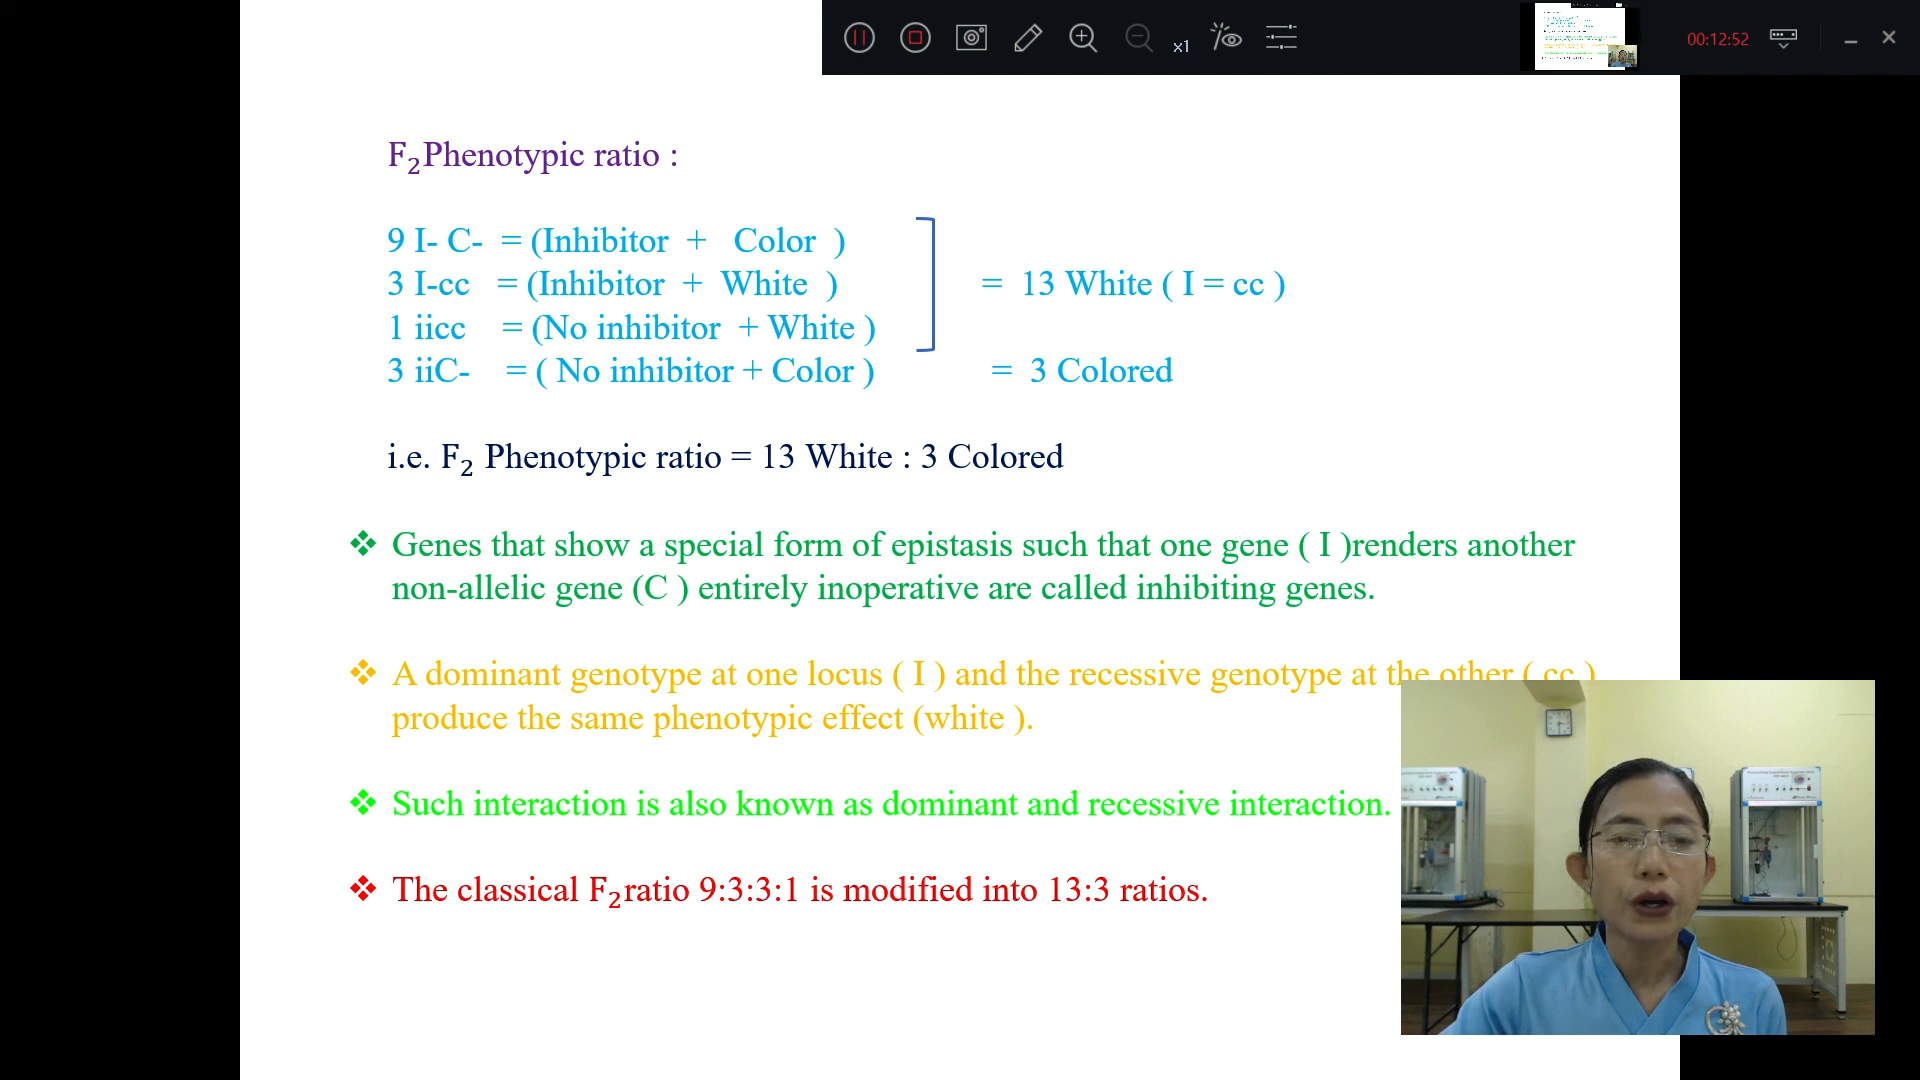 x1
00:12:52
F₂Phenotypic ratio :
9 I- C- = (Inhibitor + Color )
3 I-cc = (Inhibitor + White ) = 13 White ( I = cc )
1 iicc = (No inhibitor + White )
3 iiC- = ( No inhibitor + Color ) = 3 Colored
i.e. F₂ Phenotypic ratio = 13 White : 3 Colored
❖ Genes that show a special form of epistasis such that one gene ( I )renders another
non-allelic gene (C ) entirely inoperative are called inhibiting genes.
❖ A dominant genotype at one locus ( I ) and the recessive genotype at the other ( cc )
produce the same phenotypic effect (white ).
❖ Such interaction is also known as dominant and recessive interaction.
❖ The classical F₂ratio 9:3:3:1 is modified into 13:3 ratios.